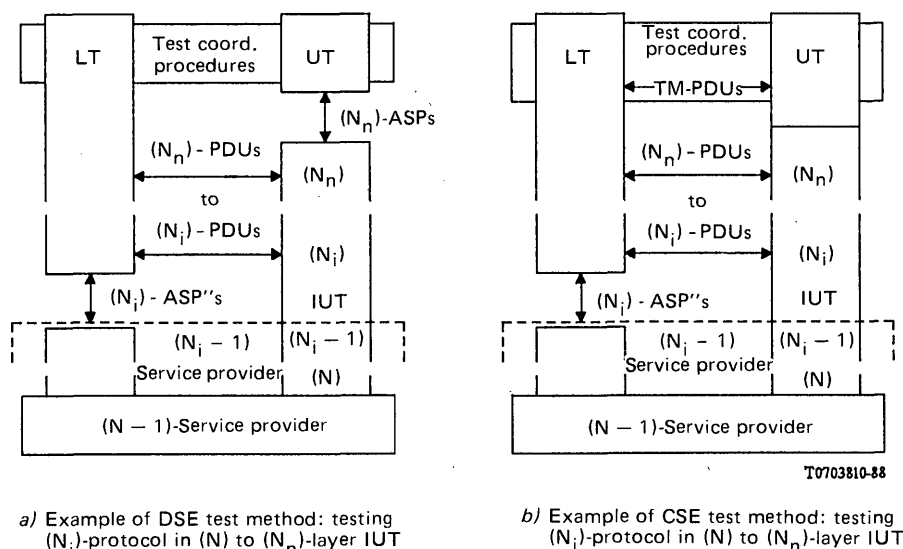 LT
Test coord.
procedures
UT
(Nn)-ASPs
(Nn) - PDUs
(Nn)
to
(Ni) - PDUs
(Ni)
(Ni) - ASP"s
IUT
(Ni − 1)
(Ni − 1)
Service provider
(N)
(N − 1)-Service provider
a) Example of DSE test method: testing
(Ni)-protocol in (N) to (Nn)-layer IUT
LT
Test coord.
procedures
UT
TM-PDUs
(Nn) - PDUs
(Nn)
to
(Ni) - PDUs
(Ni)
(Ni) - ASP"s
IUT
(Ni − 1)
(Ni − 1)
Service provider
(N)
(N − 1)-Service provider
T0703810-88
b) Example of CSE test method: testing
(Ni)-protocol in (N) to (Nn)-layer IUT